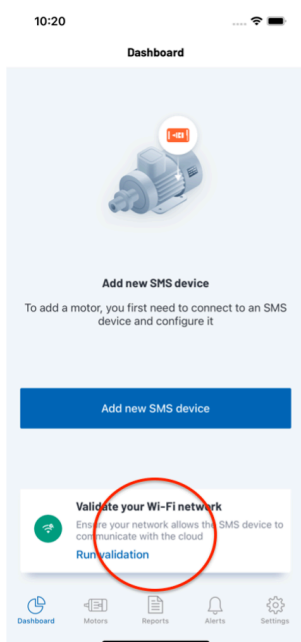 10:20
Dashboard
Add new SMS device
To add a motor, you first need to connect to an SMS
device and configure it
Add new SMS device
Validate your Wi-Fi network
Ensure your network allows the SMS device to
communicate with the cloud
Run validation
Dashboard Motors Reports Alerts Settings